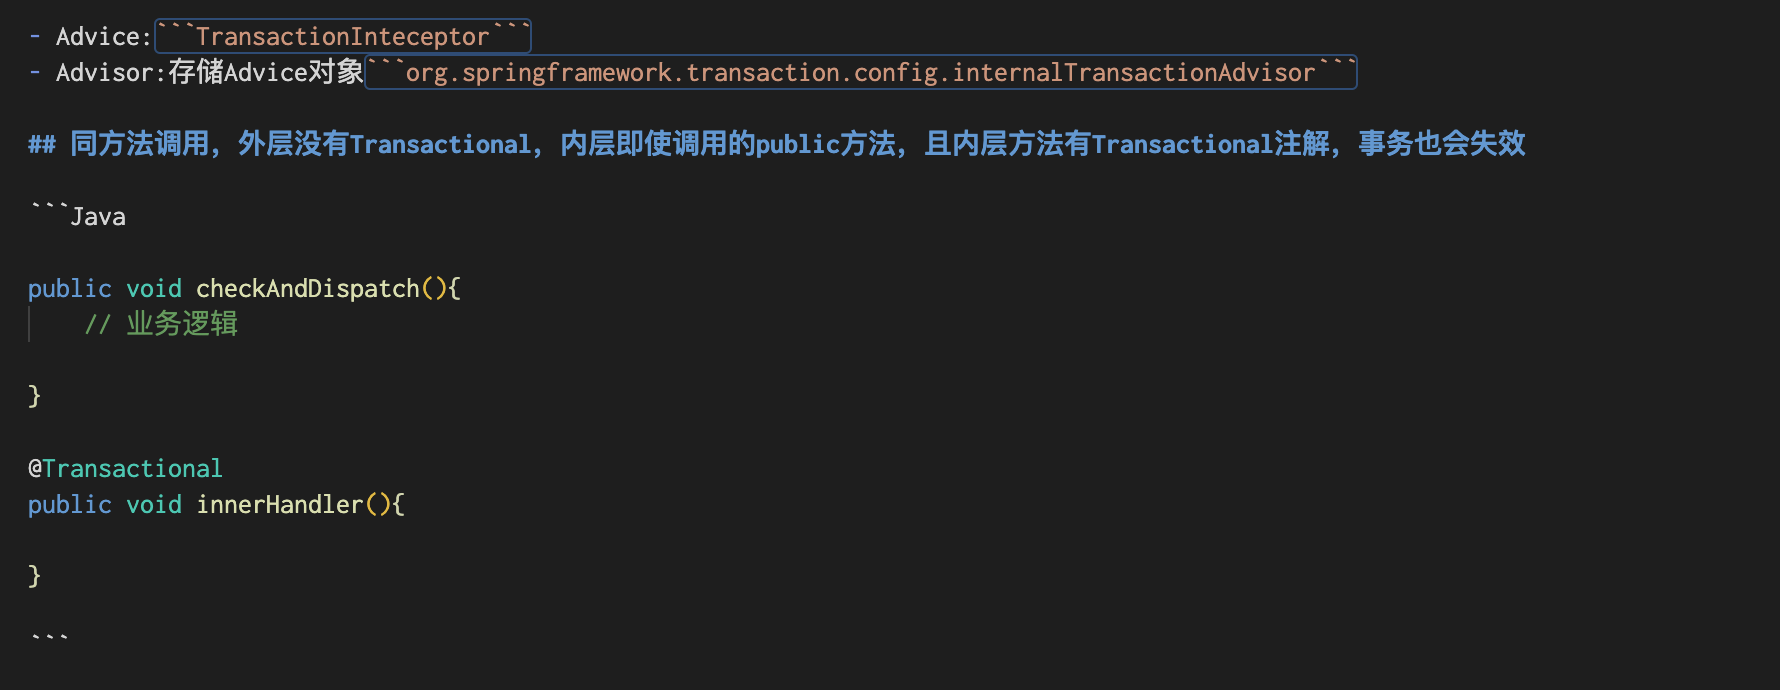 - Advice:```TransactionInteceptor```
- Advisor:存储Advice对象```org.springframework.transaction.config.internalTransactionAdvisor```
## 同方法调用，外层没有Transactional，内层即使调用的public方法，且内层方法有Transactional注解，事务也会失效
```Java
public void checkAndDispatch(){
// 业务逻辑
}
@Transactional
public void innerHandler(){
}
```